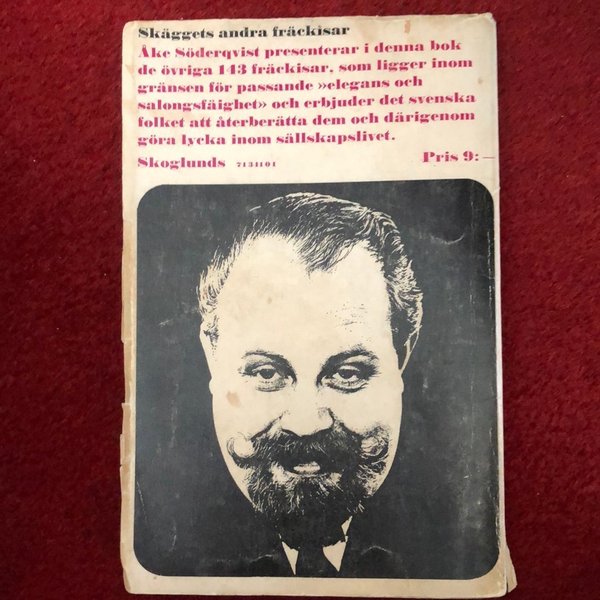 Skäggets andra fräckisar
Åke Söderqvist presenterar i denna bok
de övriga 143 fräckisar, som ligger inom
gränsen för passande »elegans och
salongsfäighet» och erbjuder det svenska
folket att återberätta dem och därigenom
göra lycka inom sällskapslivet.
Skoglunds 7131101 Pris 9:—